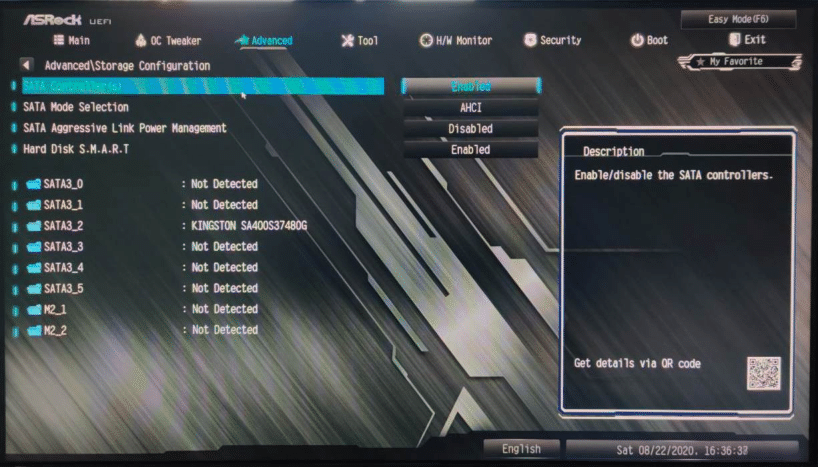 ASRock UEFI
Easy Mode(F6)
Main OC Tweaker Advanced Tool H/W Monitor Security Boot Exit
Advanced\Storage Configuration
My Favorite
SATA Controller(s) Enabled
SATA Mode Selection AHCI
SATA Aggressive Link Power Management Disabled
Hard Disk S.M.A.R.T Enabled
Description
Enable/disable the SATA controllers.
SATA3_0 : Not Detected
SATA3_1 : Not Detected
SATA3_2 : KINGSTON SA400S37480G
SATA3_3 : Not Detected
SATA3_4 : Not Detected
SATA3_5 : Not Detected
M2_1 : Not Detected
M2_2 : Not Detected
Get details via QR code
English
Sat 08/22/2020. 16:36: